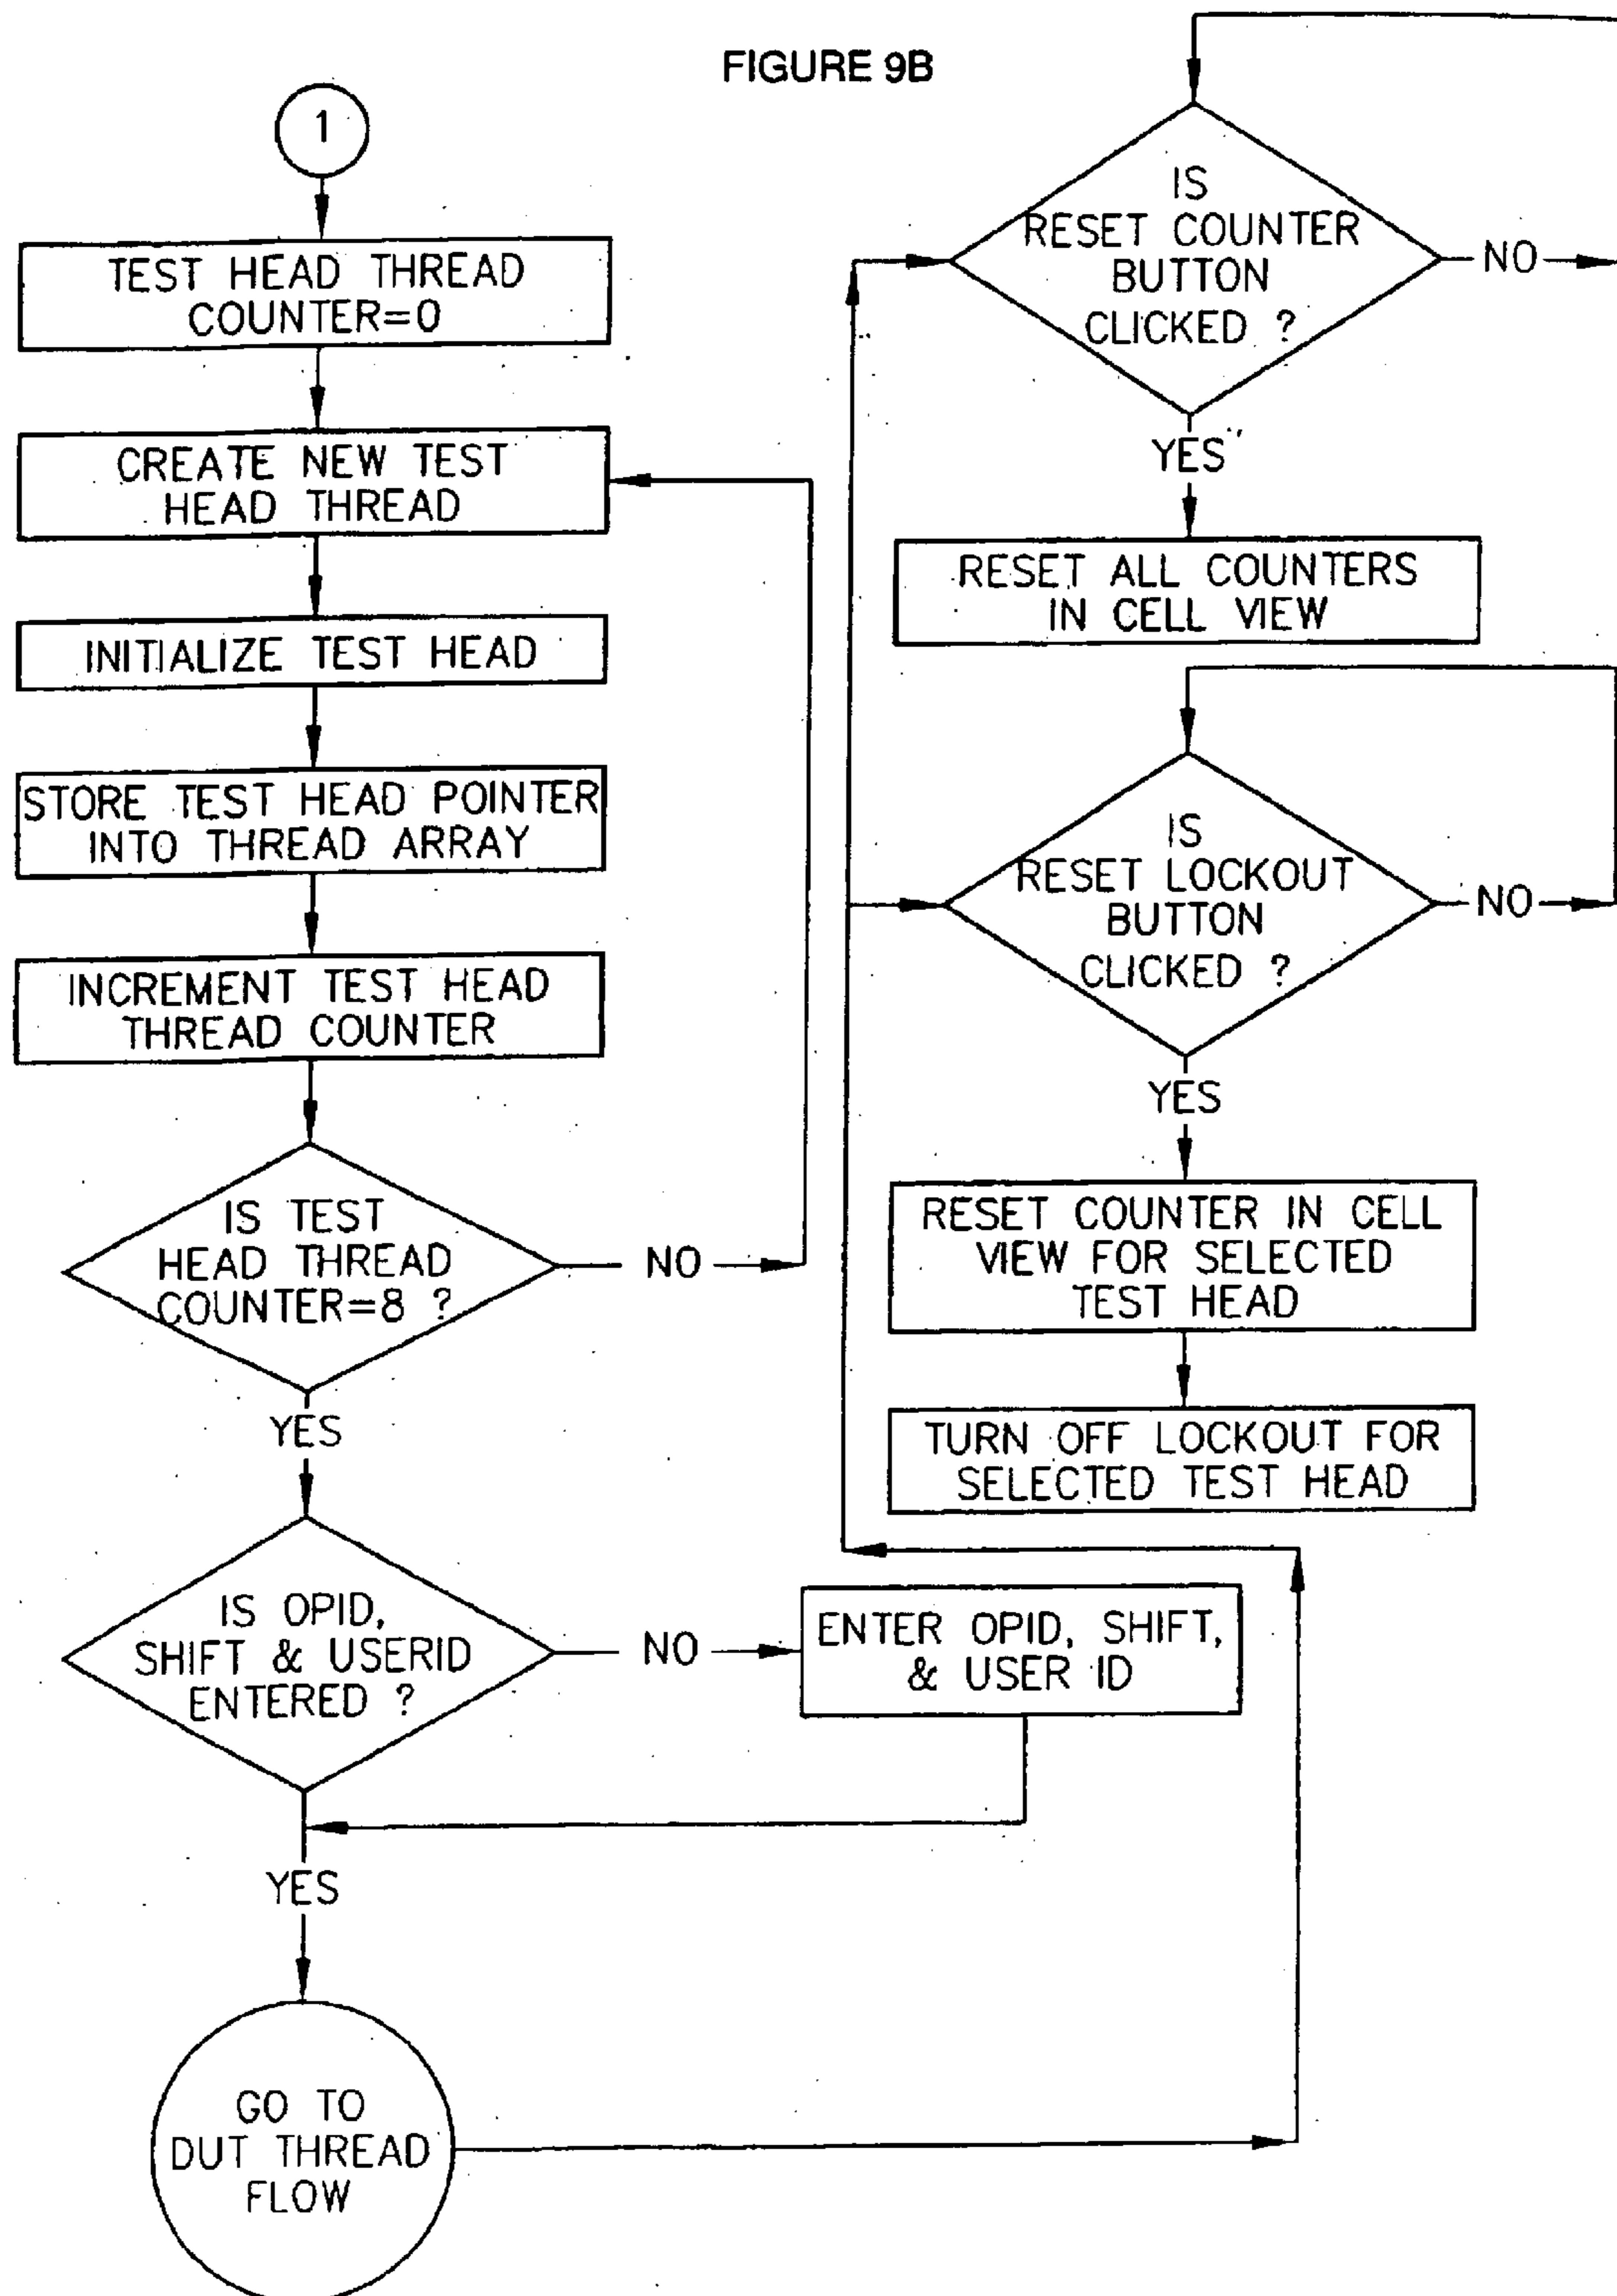 FIGURE 9B
1
TEST HEAD THREAD
COUNTER=0
CREATE NEW TEST
HEAD THREAD
INITIALIZE TEST HEAD
STORE TEST HEAD POINTER
INTO THREAD ARRAY
INCREMENT TEST HEAD
THREAD COUNTER
IS TEST
HEAD THREAD
COUNTER=8 ?
NO
YES
IS OPID,
SHIFT & USERID
ENTERED ?
NO
ENTER OPID, SHIFT,
& USER ID
YES
GO TO
DUT THREAD
FLOW
IS
RESET COUNTER
BUTTON
CLICKED ?
NO
YES
RESET ALL COUNTERS
IN CELL VIEW
IS
RESET LOCKOUT
BUTTON
CLICKED ?
NO
YES
RESET COUNTER IN CELL
VIEW FOR SELECTED
TEST HEAD
TURN OFF LOCKOUT FOR
SELECTED TEST HEAD